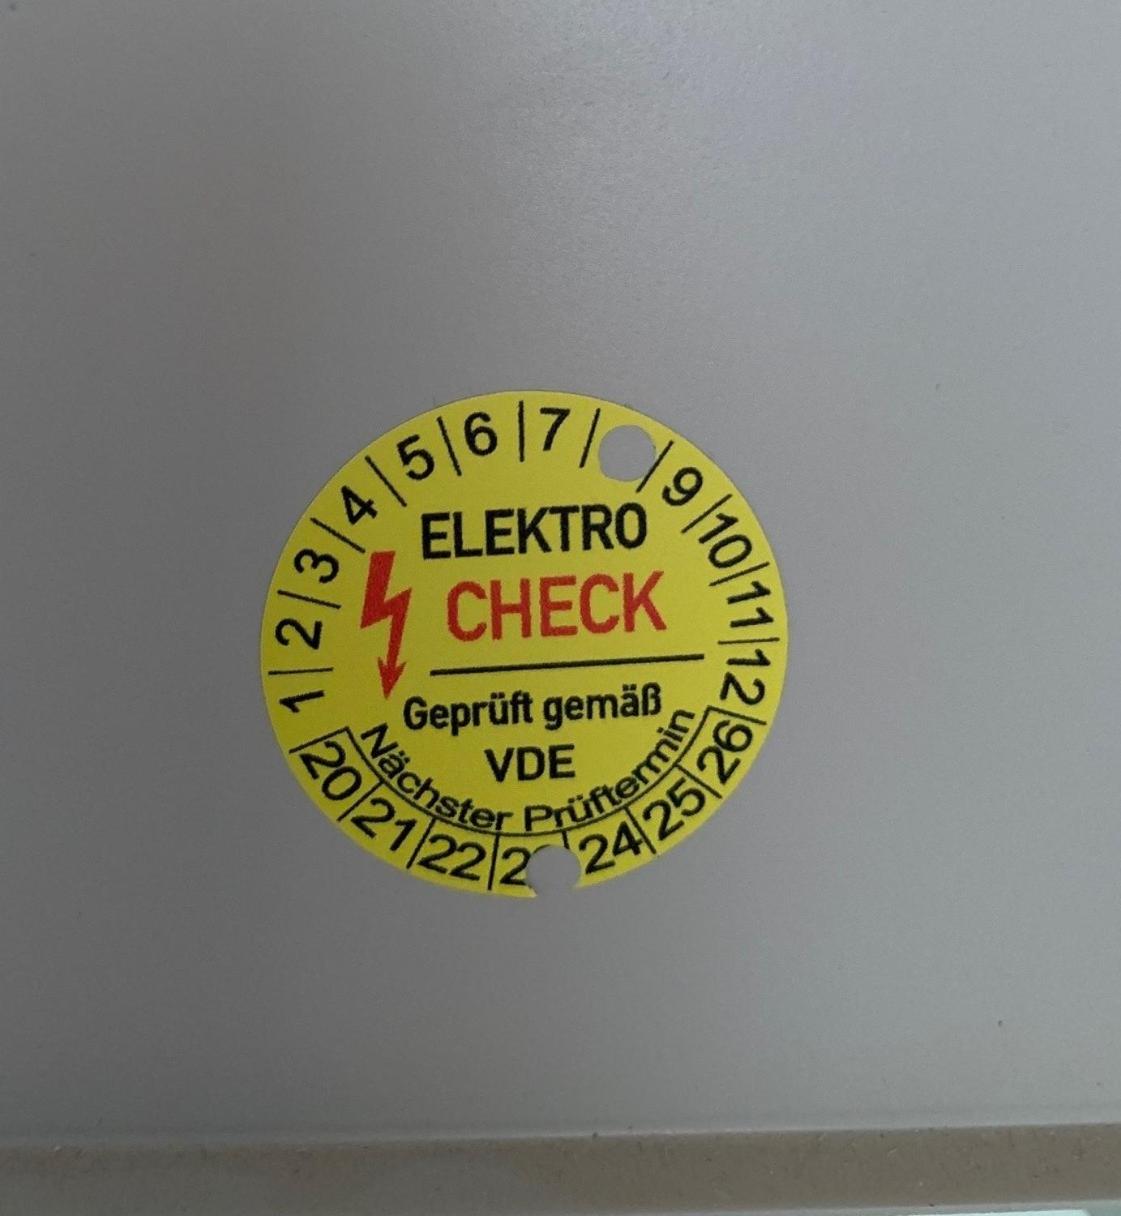 1 2 3 4 5 6 7 9 10 11 12
ELEKTRO
CHECK
Geprüft gemäß
VDE
Nächster Prüftermin
20 21 22 2 24 25 26